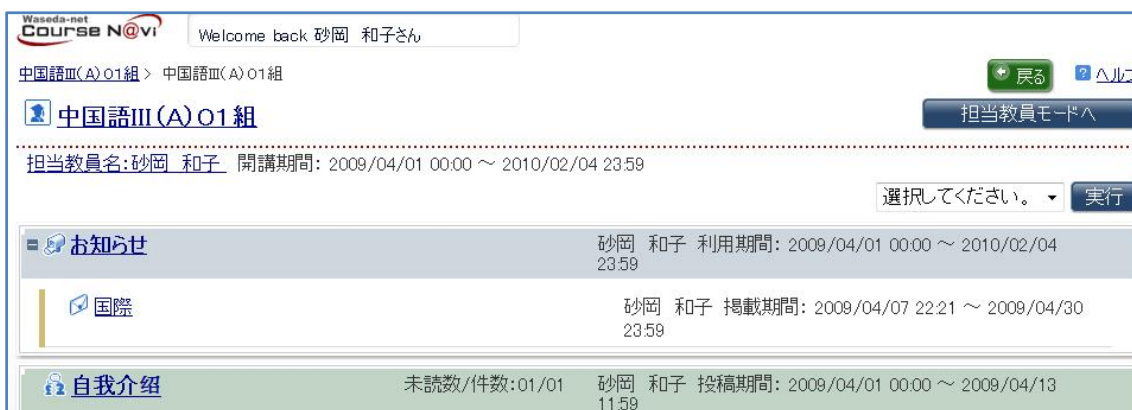 Waseda-net
Course N@vi
Welcome back 砂岡 和子さん
中国語Ⅲ(A)01組 > 中国語Ⅲ(A)01組
戻る
ヘルプ
中国語III(A)01組
担当教員モードへ
担当教員名:砂岡 和子 開講期間: 2009/04/01 00:00 ～ 2010/02/04 23:59
選択してください。
実行
お知らせ
砂岡 和子 利用期間: 2009/04/01 00:00 ～ 2010/02/04
23:59
国際
砂岡 和子 掲載期間: 2009/04/07 22:21 ～ 2009/04/30
23:59
自我介绍
未読数/件数:01/01
砂岡 和子 投稿期間: 2009/04/01 00:00 ～ 2009/04/13
11:59